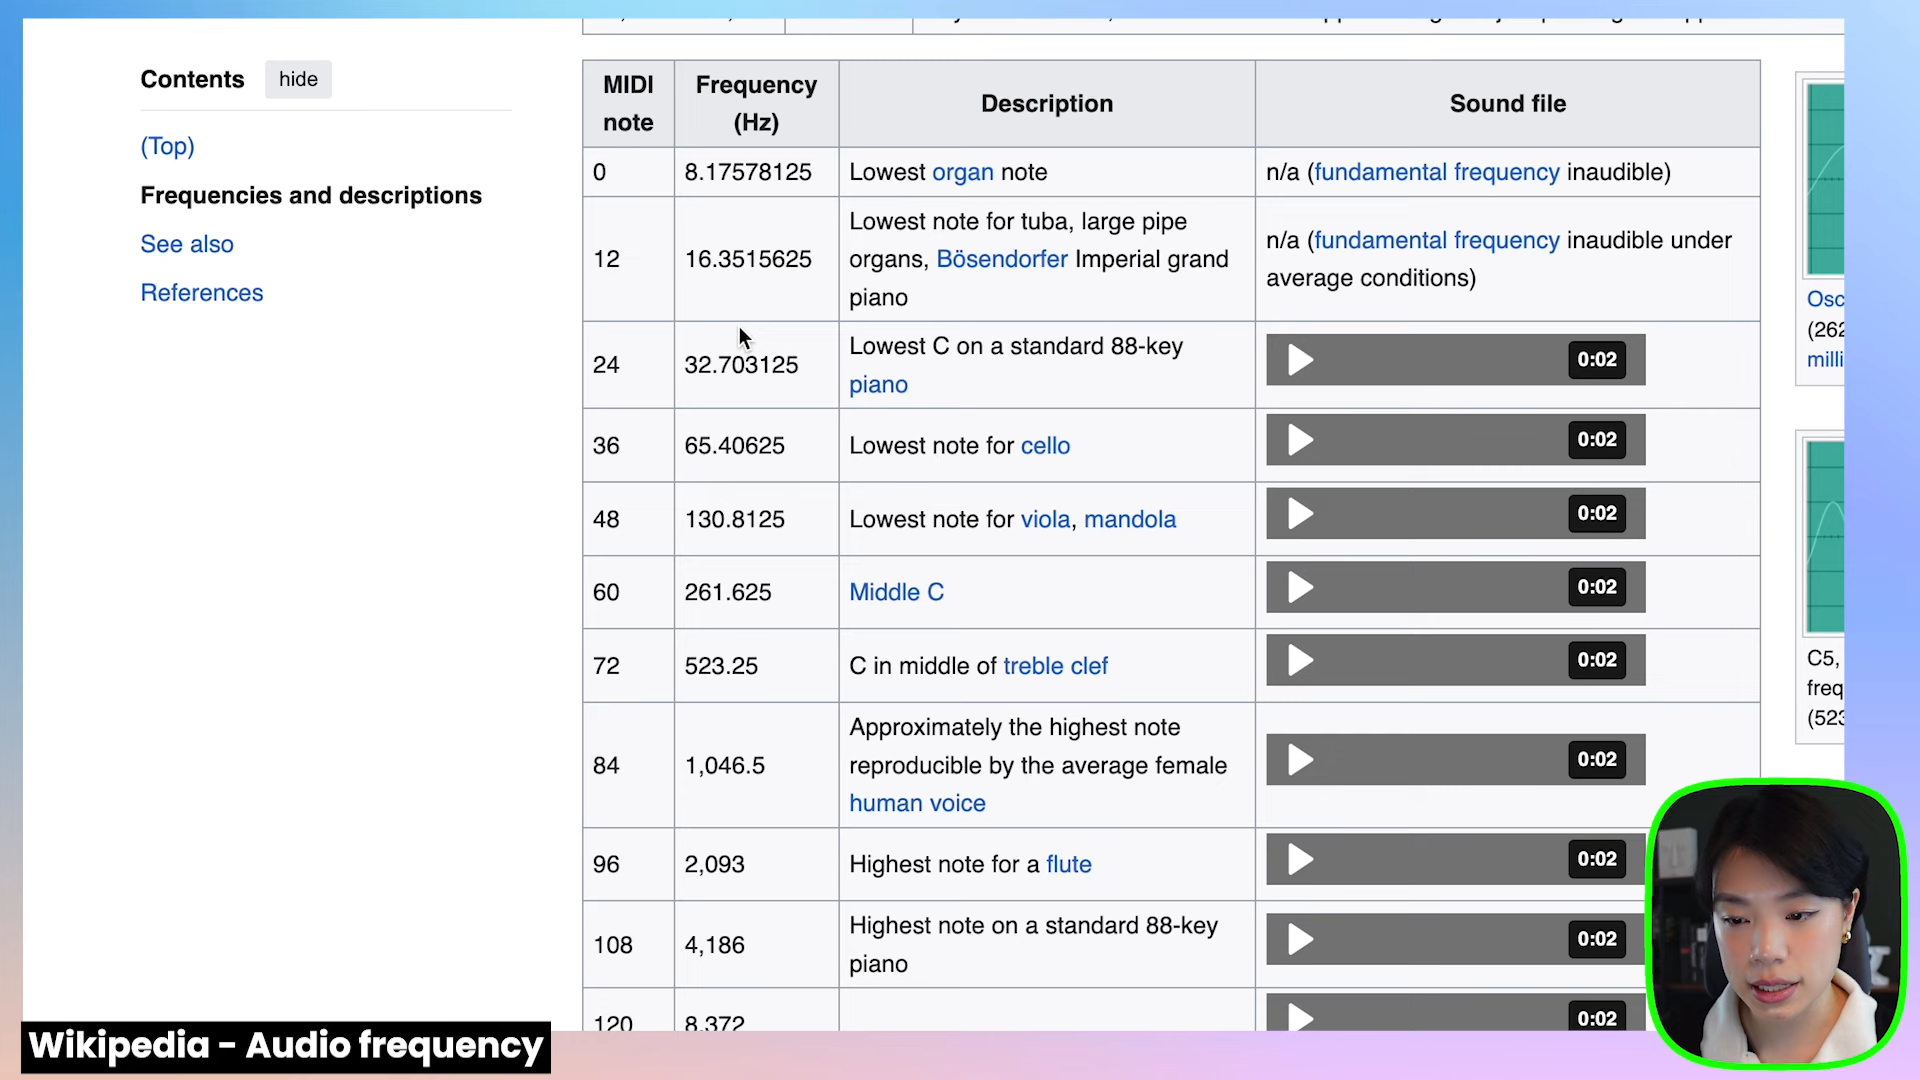 Contents hide
(Top)
Frequencies and descriptions
See also
References
MIDI note Frequency (Hz) Description Sound file
0 8.17578125 Lowest organ note n/a (fundamental frequency inaudible)
12 16.3515625 Lowest note for tuba, large pipe organs, Bösendorfer Imperial grand piano n/a (fundamental frequency inaudible under average conditions)
24 32.703125 Lowest C on a standard 88-key piano 0:02
36 65.40625 Lowest note for cello 0:02
48 130.8125 Lowest note for viola, mandola 0:02
60 261.625 Middle C 0:02
72 523.25 C in middle of treble clef 0:02
84 1,046.5 Approximately the highest note reproducible by the average female human voice 0:02
96 2,093 Highest note for a flute 0:02
108 4,186 Highest note on a standard 88-key piano 0:02
120 8,372 0:02
Osc
(262
milli
C5,
freq
(523
Wikipedia - Audio frequency